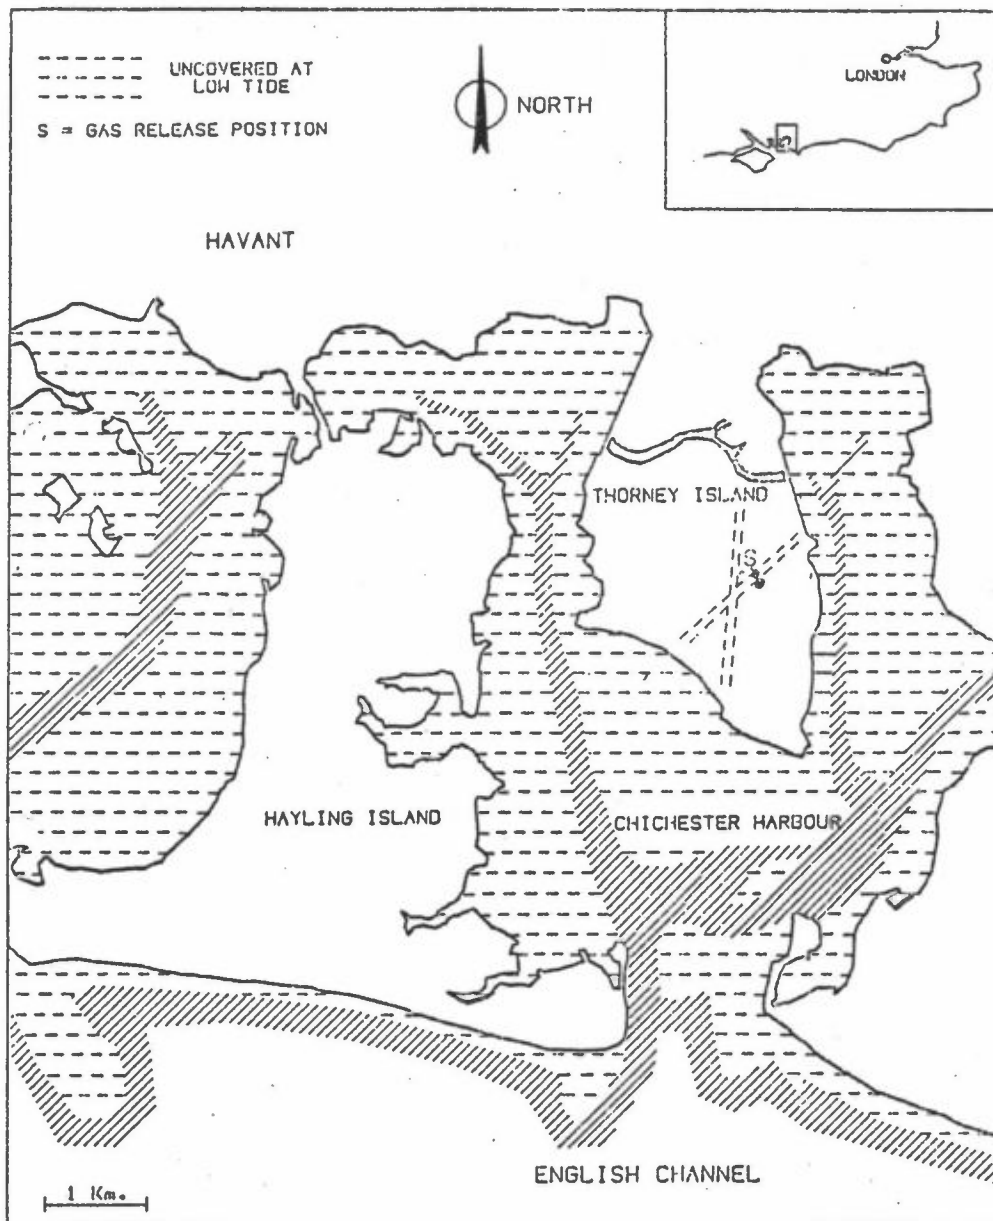 UNCOVERED AT
LOW TIDE
S = GAS RELEASE POSITION
NORTH
LONDON
HAVANT
THORNEY ISLAND
S
HAYLING ISLAND
CHICHESTER HARBOUR
ENGLISH CHANNEL
1 Km.